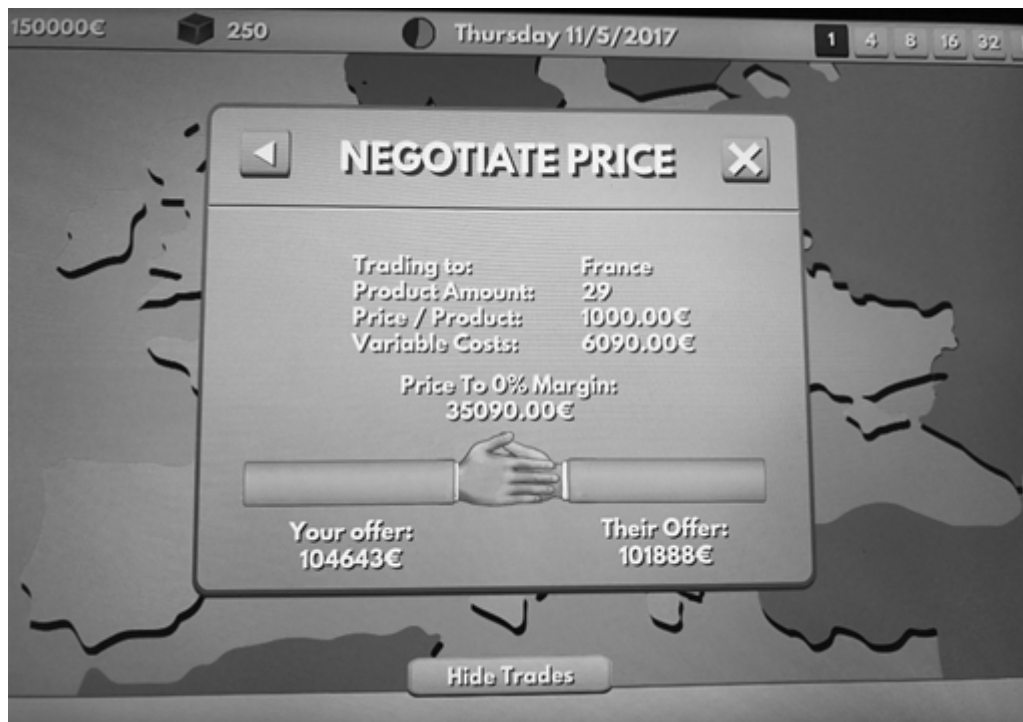 150000€ 250 Thursday 11/5/2017 1 4 8 16 32
NEGOTIATE PRICE
Trading to: France
Product Amount: 29
Price / Product: 1000.00€
Variable Costs: 6090.00€
Price To 0% Margin:
35090.00€
Your offer: Their Offer:
104643€ 101888€
Hide Trades